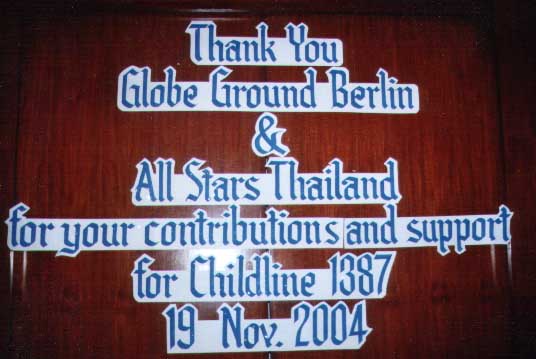 Thank You
Globe Ground Berlin
&
All Stars Thailand
for your contributions and support
for Childline 1387
19 Nov. 2004